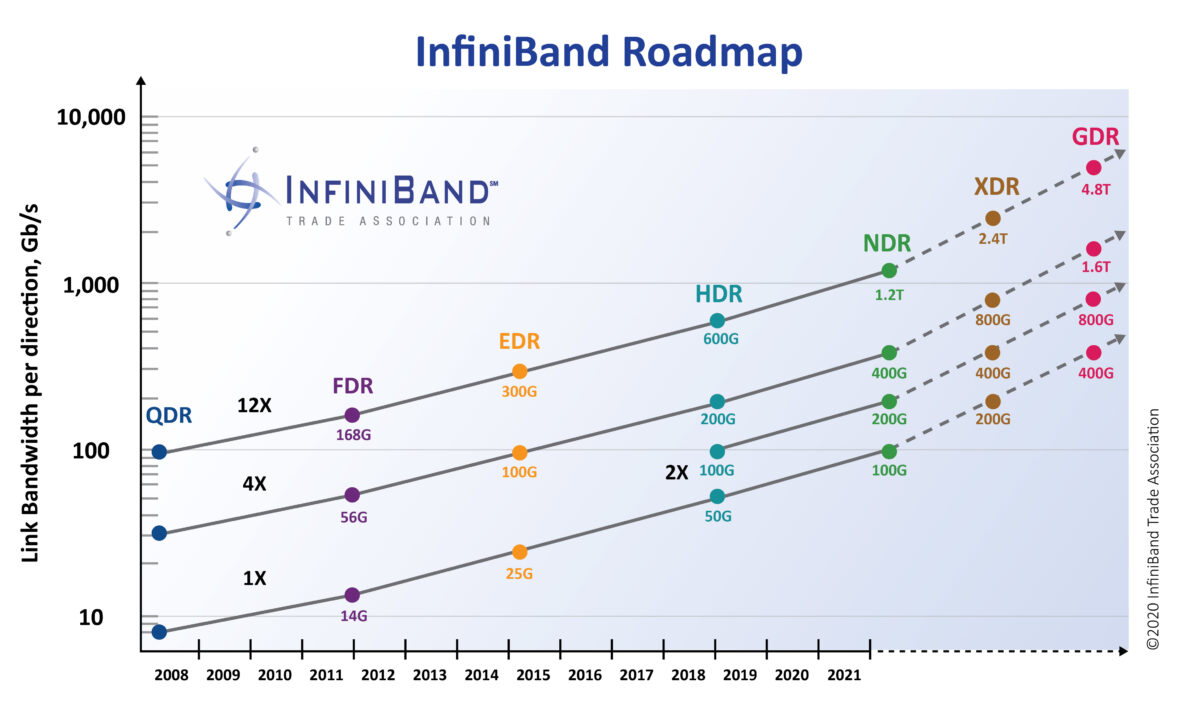 InfiniBand Roadmap
Link Bandwidth per direction, Gb/s
10,000
1,000
100
10
INFINIBAND℠
TRADE ASSOCIATION
GDR
4.8T
XDR
2.4T
NDR
1.2T
1.6T
HDR
600G
800G
800G
EDR
300G
400G
400G
400G
FDR
168G
QDR
12X
200G
200G
200G
4X
56G
100G
2X
100G
100G
50G
1X
25G
14G
2008 2009 2010 2011 2012 2013 2014 2015 2016 2017 2018 2019 2020 2021
©2020 InfiniBand Trade Association